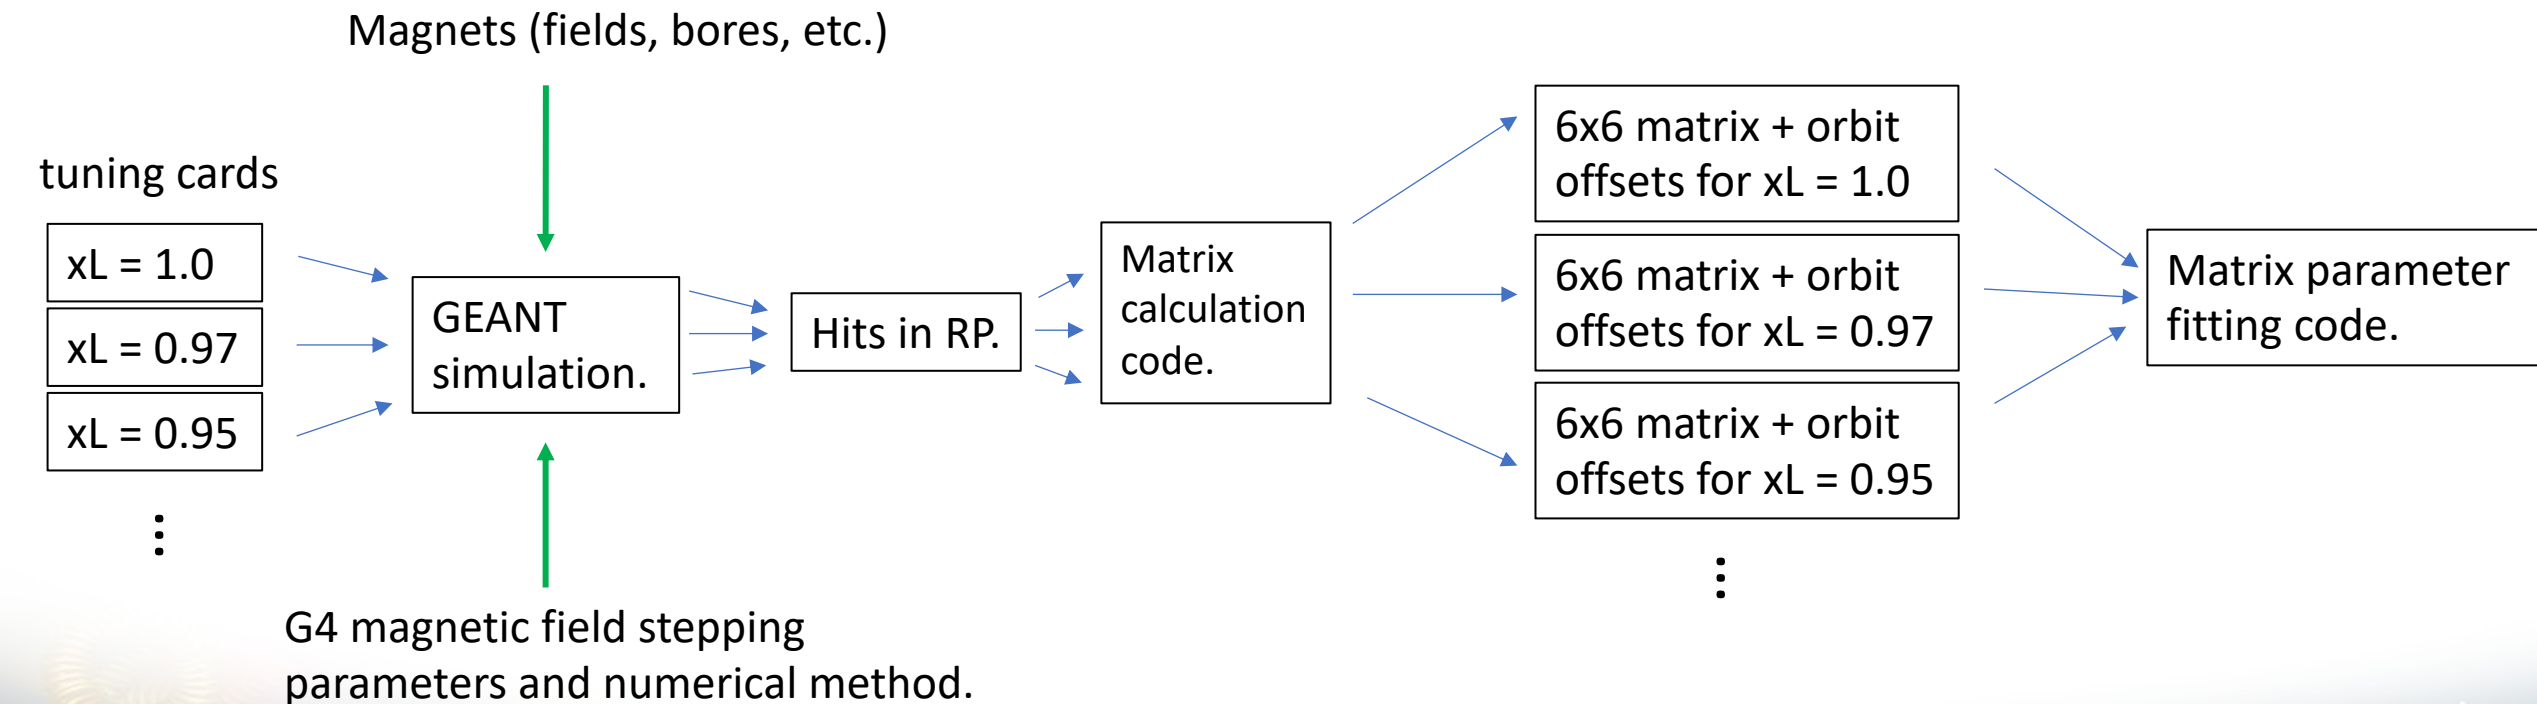 Magnets (fields, bores, etc.)
tuning cards
xL = 1.0
xL = 0.97
xL = 0.95
⋮
GEANT
simulation.
G4 magnetic field stepping
parameters and numerical method.
Hits in RP.
Matrix
calculation
code.
6x6 matrix + orbit
offsets for xL = 1.0
6x6 matrix + orbit
offsets for xL = 0.97
6x6 matrix + orbit
offsets for xL = 0.95
⋮
Matrix parameter
fitting code.